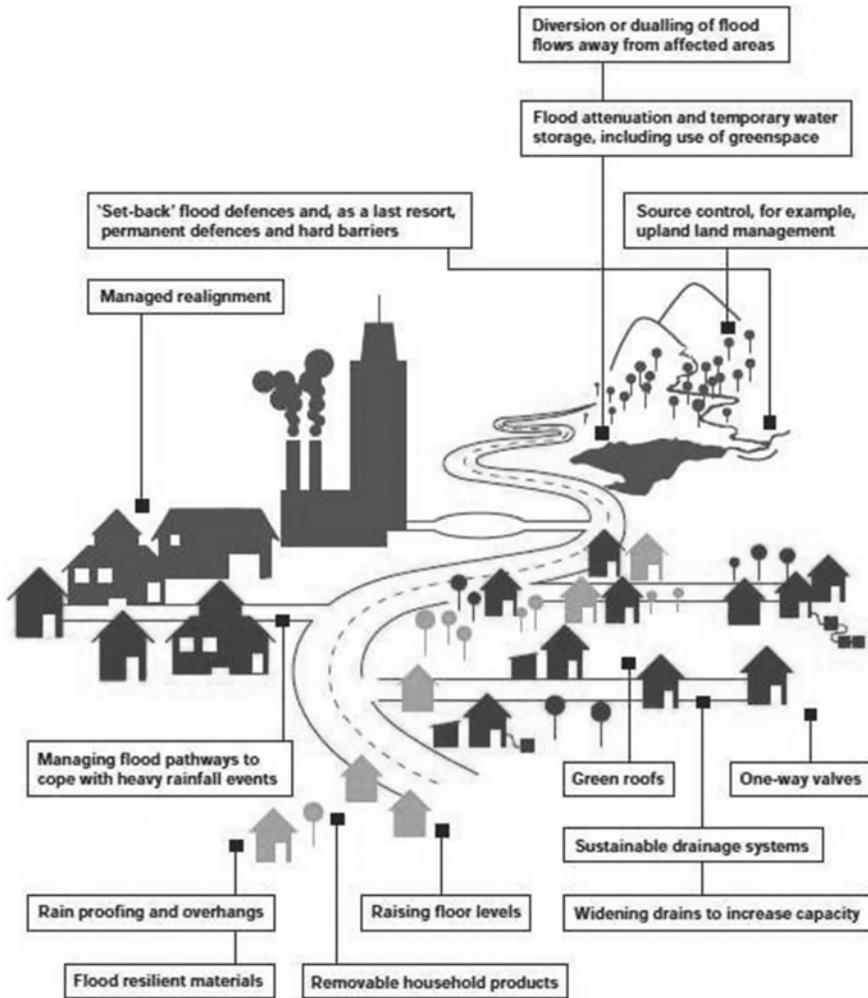 Diversion or dualling of flood
flows away from affected areas
Flood attenuation and temporary water
storage, including use of greenspace
'Set-back' flood defences and, as a last resort,
permanent defences and hard barriers
Source control, for example,
upland land management
Managed realignment
Managing flood pathways to
cope with heavy rainfall events
Green roofs
One-way valves
Sustainable drainage systems
Rain proofing and overhangs
Raising floor levels
Widening drains to increase capacity
Flood resilient materials
Removable household products